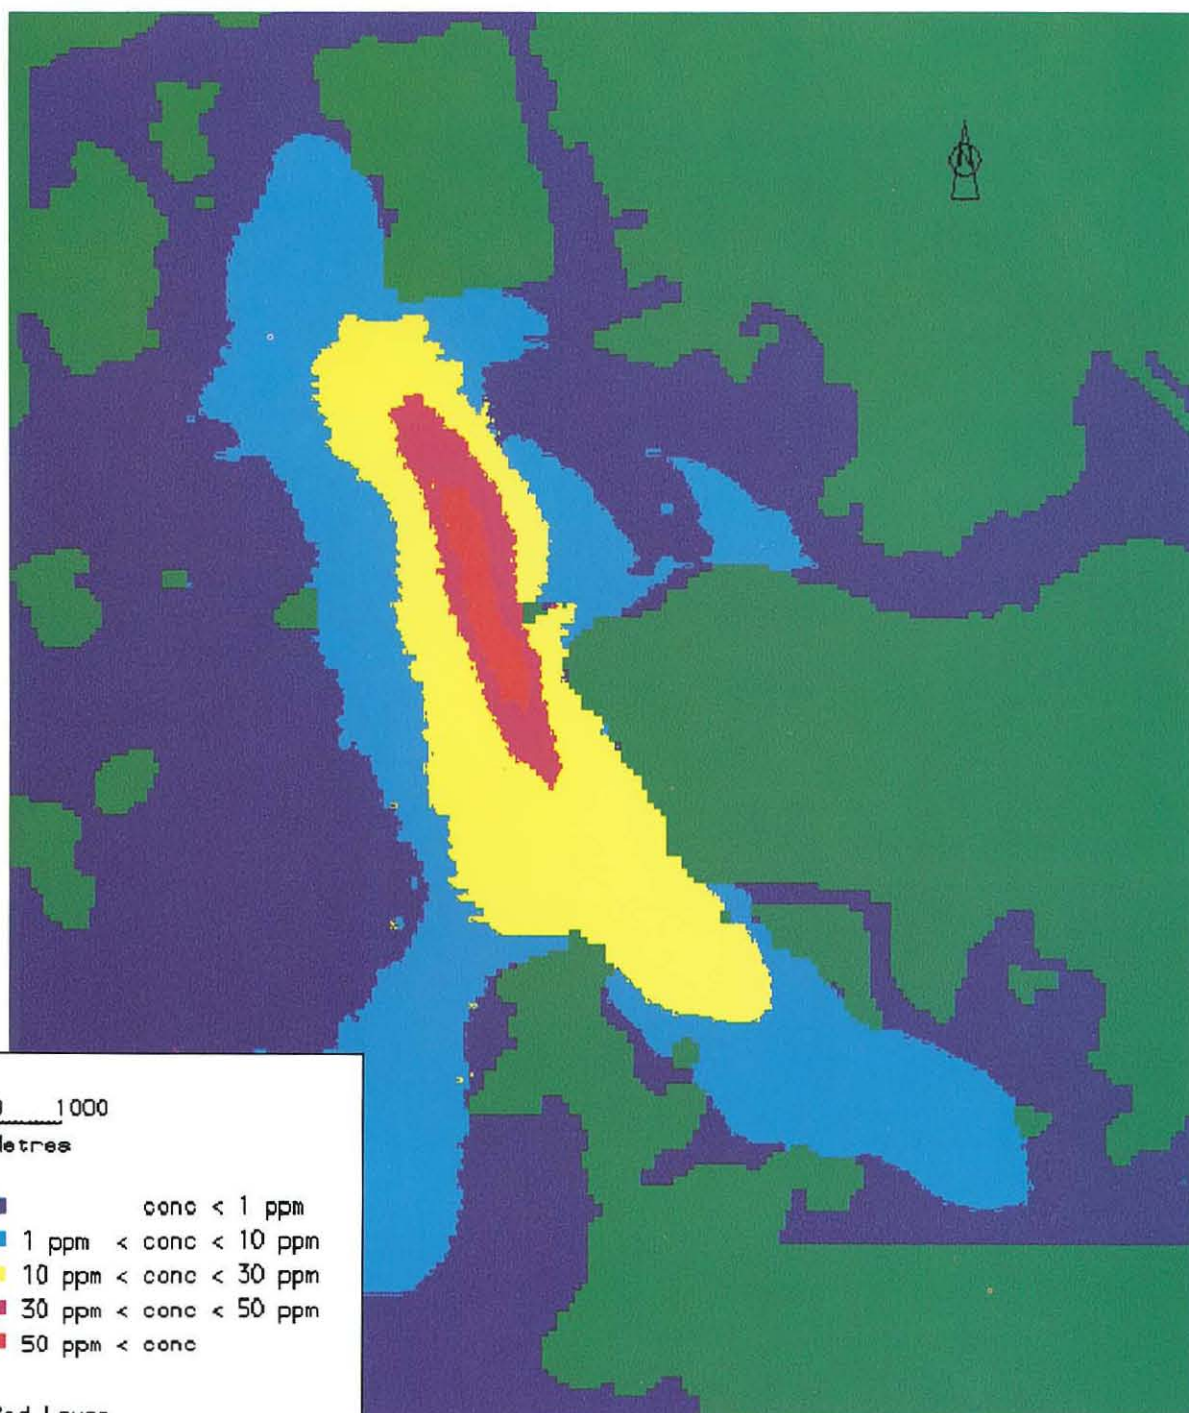 N
1000
conc < 1 ppm
1 ppm < conc < 10 ppm
10 ppm < conc < 30 ppm
30 ppm < conc < 50 ppm
50 ppm < conc